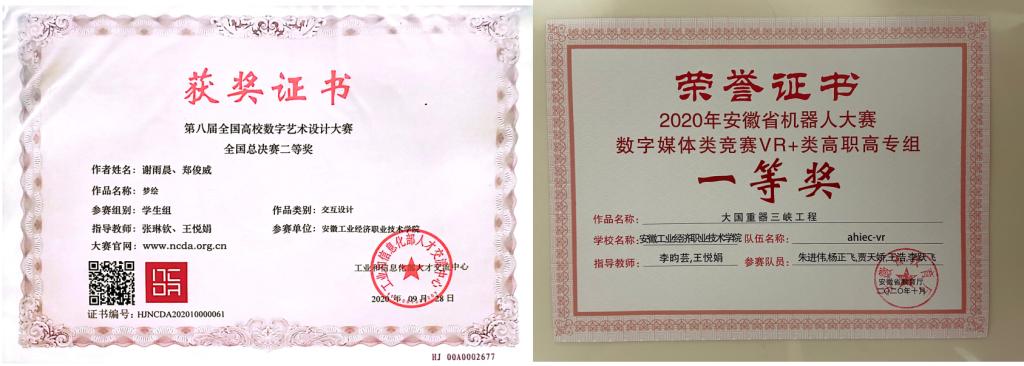 获奖证书
第八届全国高校数字艺术设计大赛
全国总决赛二等奖
作者姓名：谢雨晨、郑俊威
作品名称：梦绘
参赛组别：学生组 作品类别：交互设计
指导教师：张琳钦、王悦娟 参赛单位：安徽工业经济职业技术学院
大赛官网：www.ncda.org.cn
工业和信息化部人才交流中心
2020年 09月 28日
证书编号：HJNCDA202010000061
HJ 00A0002677
荣誉证书
2020年安徽省机器人大赛
数字媒体类竞赛VR+类高职高专组
一等奖
作品名称：大国重器三峡工程
学校名称：安徽工业经济职业技术学院 队伍名称：ahiec-vr
指导教师：李昀芸,王悦娟 参赛队员：朱进伟,杨正飞,贾天娇,王浩,李跃飞
安徽省教育厅
二〇二〇年十月